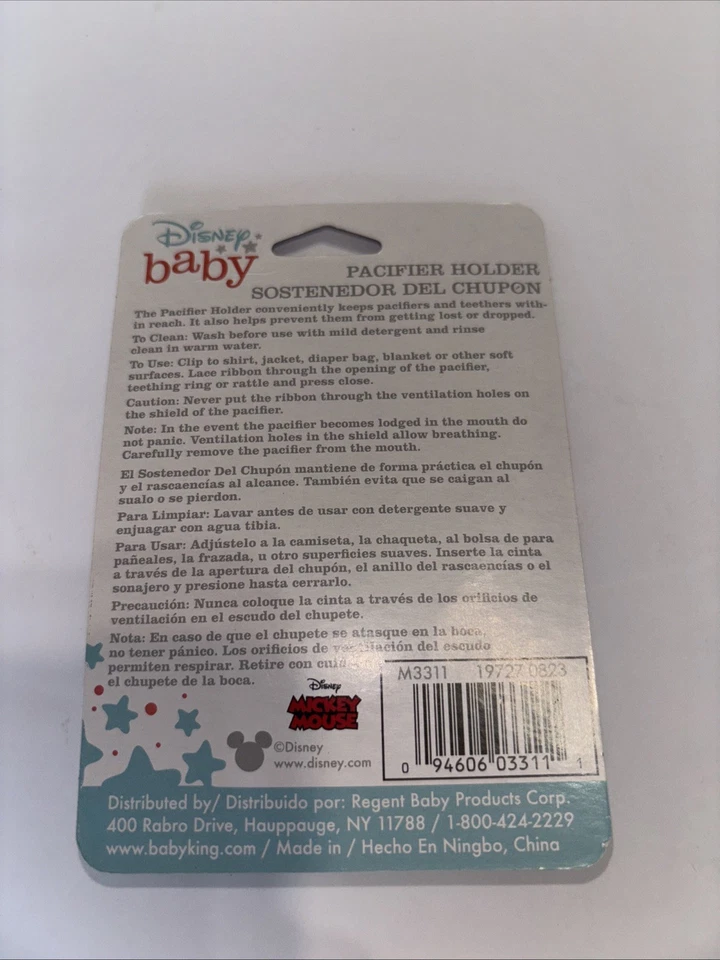 Disney
baby
PACIFIER HOLDER
SOSTENEDOR DEL CHUPÓN
The Pacifier Holder conveniently keeps pacifiers and teethers with-
in reach. It also helps prevent them from getting lost or dropped.
To Clean: Wash before use with mild detergent and rinse
clean in warm water.
To Use: Clip to shirt, jacket, diaper bag, blanket or other soft
surfaces. Lace ribbon through the opening of the pacifier,
teething ring or rattle and press close.
Caution: Never put the ribbon through the ventilation holes on
the shield of the pacifier.
Note: In the event the pacifier becomes lodged in the mouth do
not panic. Ventilation holes in the shield allow breathing.
Carefully remove the pacifier from the mouth.
El Sostenedor Del Chupón mantiene de forma práctica el chupón
y el rascaencías al alcance. También evita que se caigan al
sualo o se pierdon.
Para Limpiar: Lavar antes de usar con detergente suave y
enjuagar con agua tibia.
Para Usar: Adjústelo a la camiseta, la chaqueta, al bolsa de para
pañeales, la frazada, u otro superficies suaves. Inserte la cinta
a través de la apertura del chupón, el anillo del rascaencías o el
sonajero y presione hasta cerrarlo.
Precaución: Nunca coloque la cinta a través de los orificios de
ventilación en el escudo del chupete.
Nota: En caso de que el chupete se atasque en la boca,
no tener pánico. Los orificios de ventilación del escudo
permiten respirar. Retire con
el chupete de la boca.
M3311 19727 0823
0 94606 03311 1
Disney
MICKEY
MOUSE
©Disney
www.disney.com
Distributed by/ Distribuido por: Regent Baby Products Corp.
400 Rabro Drive, Hauppauge, NY 11788 / 1-800-424-2229
www.babyking.com / Made in / Hecho En Ningbo, China